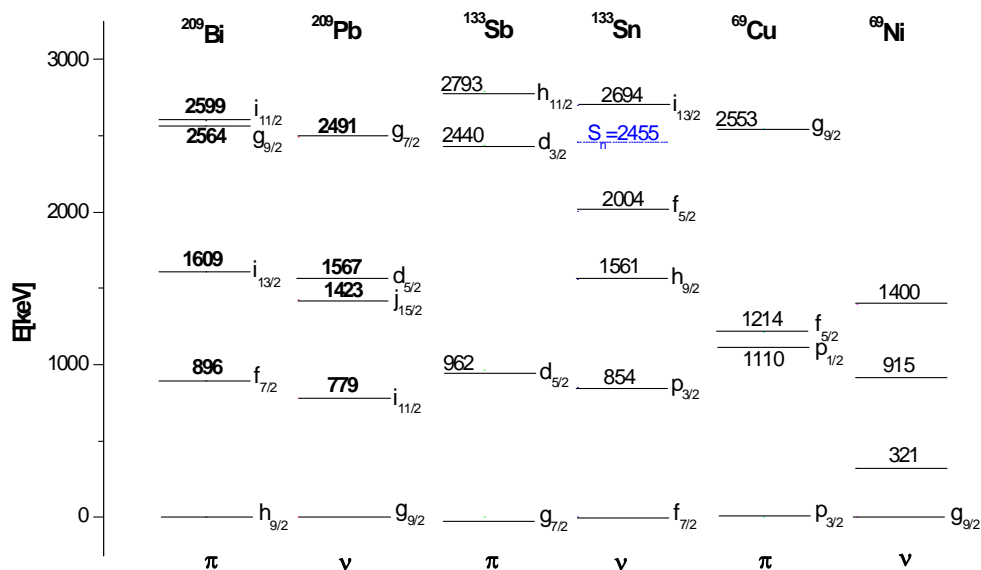 ²⁰⁹Bi ²⁰⁹Pb ¹³³Sb ¹³³Sn ⁶⁹Cu ⁶⁹Ni
E[keV]
3000
2000
1000
0
2599 i₁₁/₂
2564 g₉/₂
1609 i₁₃/₂
896 f₇/₂
h₉/₂
π
2491 g₇/₂
1567 d₅/₂
1423 j₁₅/₂
779 i₁₁/₂
g₉/₂
ν
2793 h₁₁/₂
2440 d₃/₂
962 d₅/₂
g₇/₂
π
2694 i₁₃/₂
Sₙ=2455
2004 f₅/₂
1561 h₉/₂
854 p₃/₂
f₇/₂
ν
2553 g₉/₂
1214 f₅/₂
1110 p₁/₂
p₃/₂
π
1400
915
321
g₉/₂
ν